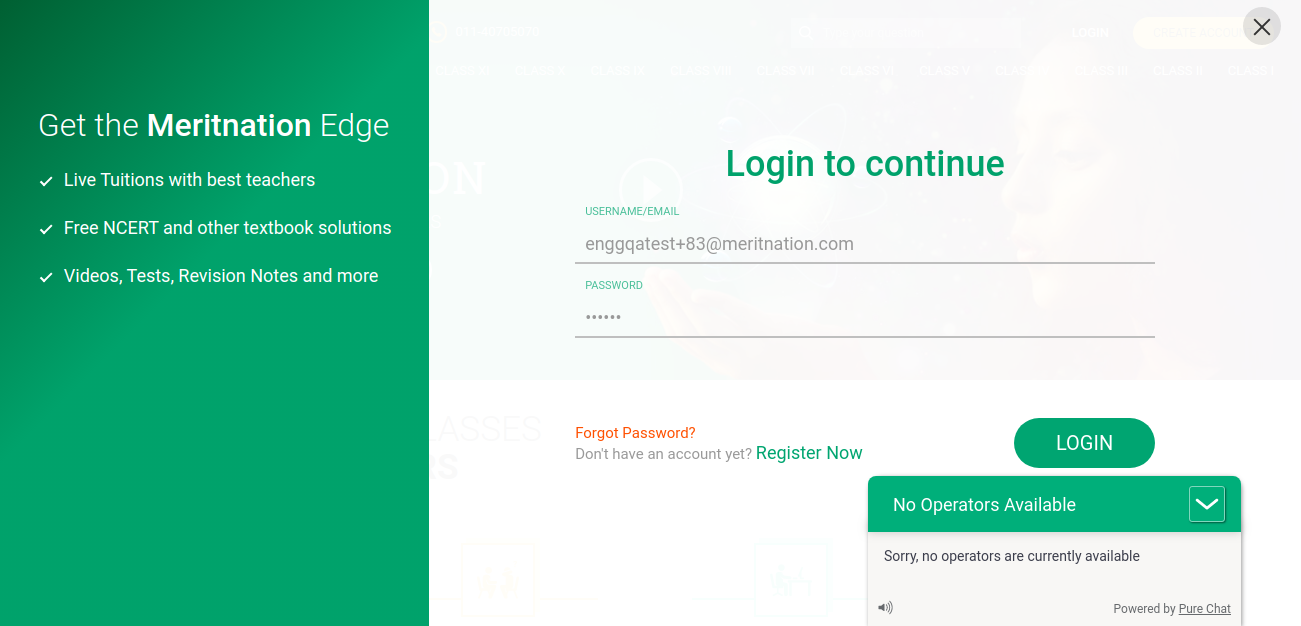 Get the Meritnation Edge
Live Tuitions with best teachers
Free NCERT and other textbook solutions
Videos, Tests, Revision Notes and more
LOGIN
CLASS XI CLASS X CLASS IX CLASS VIII CLASS VII CLASS VI CLASS V CLASS III CLASS II CLASS I
ON
Login to continue
USERNAME/EMAIL
enggqatest+83@meritnation.com
PASSWORD
••••••
LASSES
RS
Forgot Password?
Don't have an account yet? Register Now
LOGIN
No Operators Available
Sorry, no operators are currently available
Powered by Pure Chat